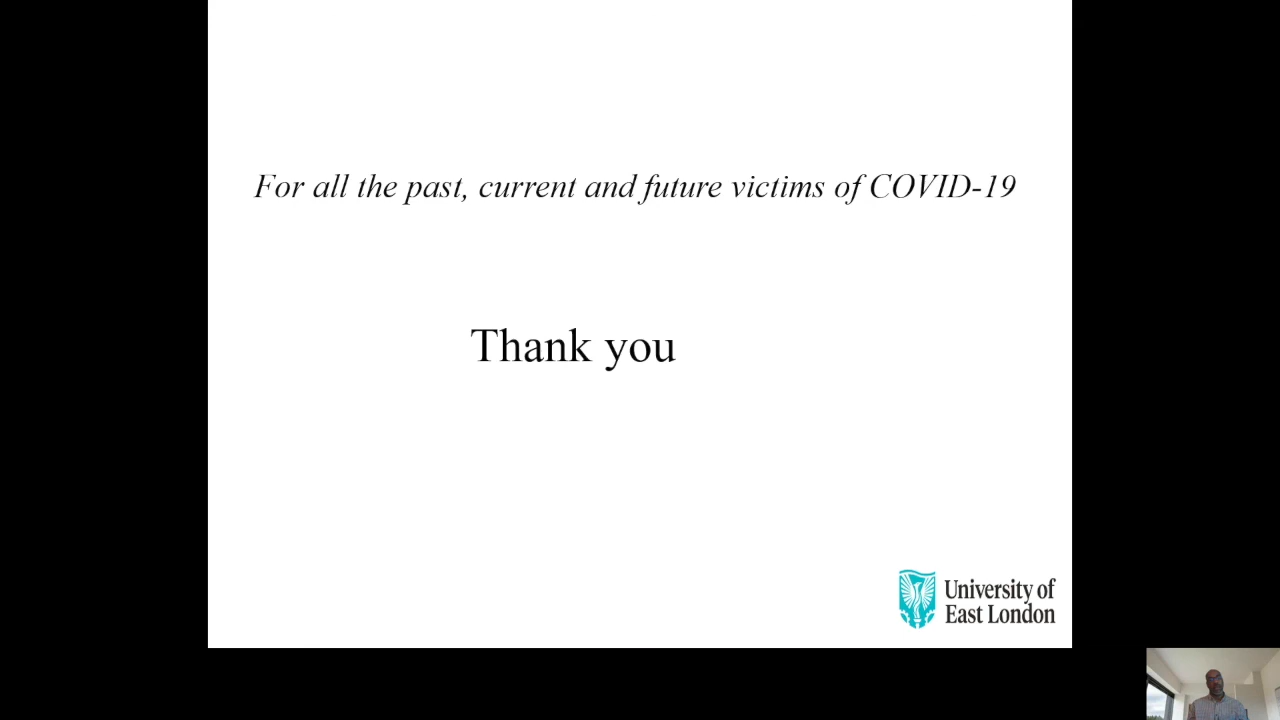 For all the past, current and future victims of COVID-19
Thank you
University of
East London